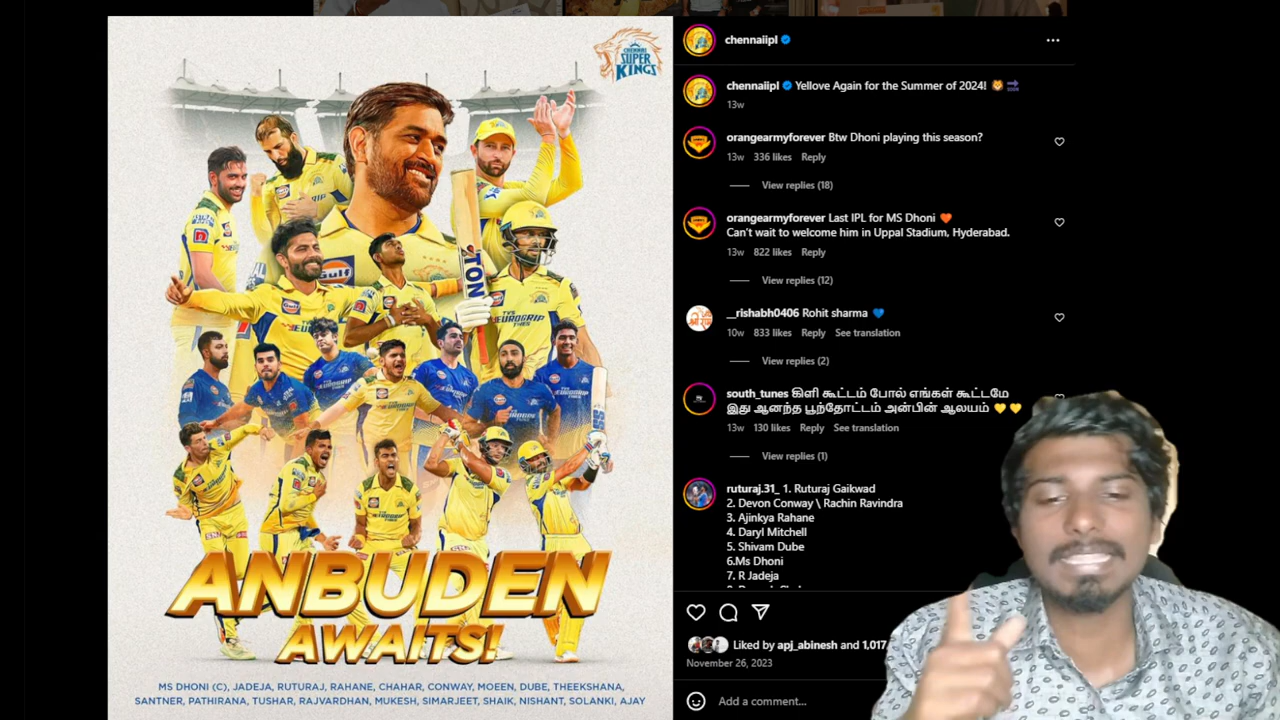 CHENNAI
SUPER
KINGS
Gulf
TON
ANBUDEN
AWAITS!
MS DHONI (C), JADEJA, RUTURAJ, RAHANE, CHAHAR, CONWAY, MOEEN, DUBE, THEEKSHANA,
SANTNER, PATHIRANA, TUSHAR, RAJVARDHAN, MUKESH, SIMARJEET, SHAIK, NISHANT, SOLANKI, AJAY
chennaiipl
chennaiipl Yellove Again for the Summer of 2024! 🦁
13w
orangearmyforever Btw Dhoni playing this season?
13w 336 likes Reply
View replies (18)
orangearmyforever Last IPL for MS Dhoni 🧡
Can't wait to welcome him in Uppal Stadium, Hyderabad.
13w 822 likes Reply
View replies (12)
__rishabh0406 Rohit sharma 💙
10w 833 likes Reply See translation
View replies (2)
south_tunes கிளி கூட்டம் போல் எங்கள் கூட்டமே
இது ஆனந்த பூந்தோட்டம் அன்பின் ஆலயம் 💛💛
13w 130 likes Reply See translation
View replies (1)
ruturaj.31_ 1. Ruturaj Gaikwad
2. Devon Conway \ Rachin Ravindra
3. Ajinkya Rahane
4. Daryl Mitchell
5. Shivam Dube
6.Ms Dhoni
7. R Jadeja
Liked by apj_abinesh and 1,017
November 26, 2023
Add a comment...